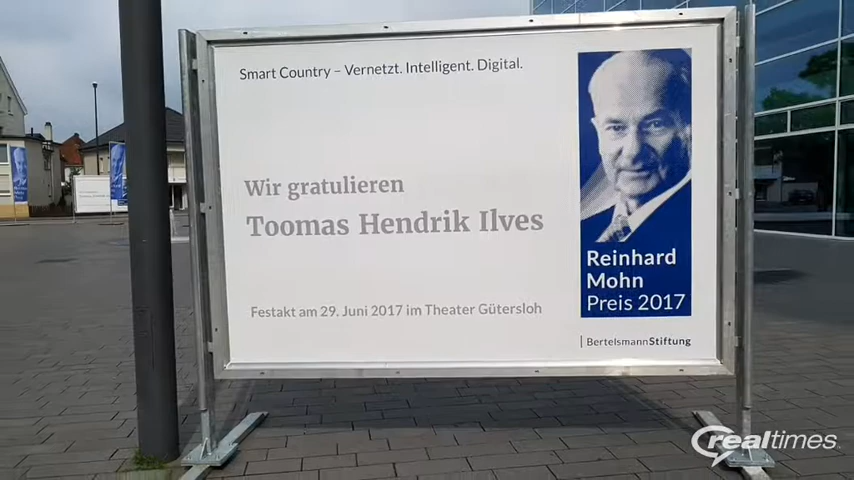 Smart Country – Vernetzt. Intelligent. Digital.
Wir gratulieren
Toomas Hendrik Ilves
Festakt am 29. Juni 2017 im Theater Gütersloh
Reinhard
Mohn
Preis 2017
BertelsmannStiftung
realtimes